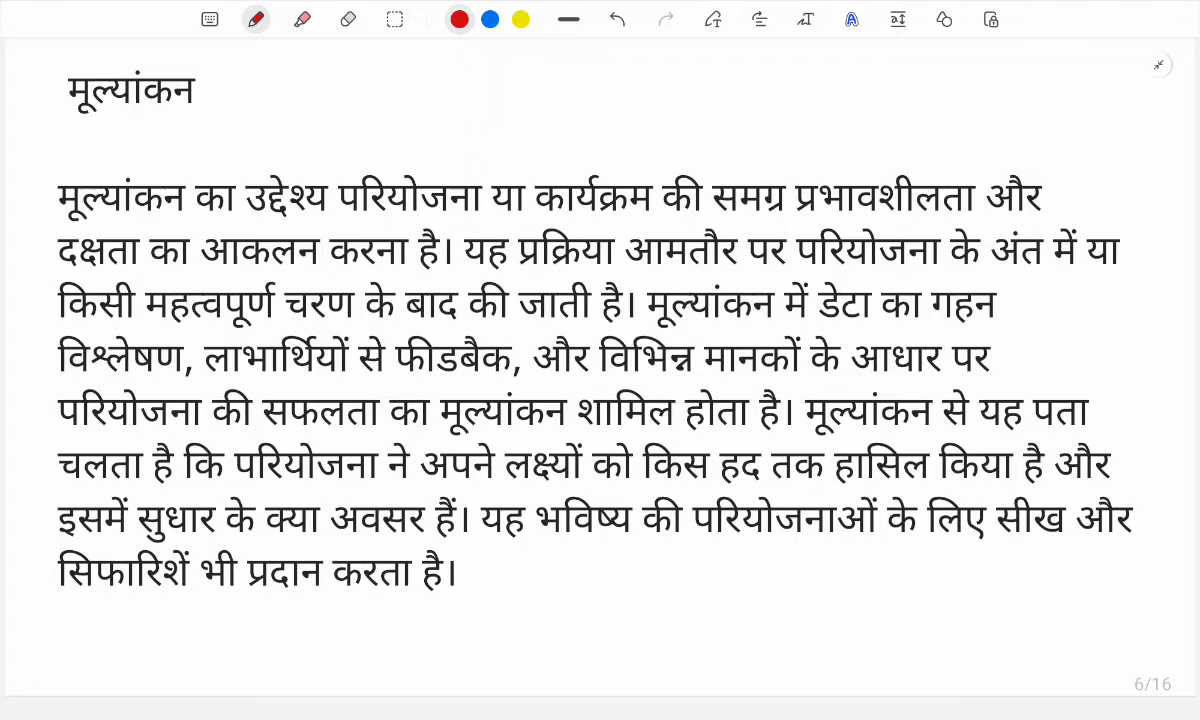 मूल्यांकन
मूल्यांकन का उद्देश्य परियोजना या कार्यक्रम की समग्र प्रभावशीलता और
दक्षता का आकलन करना है। यह प्रक्रिया आमतौर पर परियोजना के अंत में या
किसी महत्वपूर्ण चरण के बाद की जाती है। मूल्यांकन में डेटा का गहन
विश्लेषण, लाभार्थियों से फीडबैक, और विभिन्न मानकों के आधार पर
परियोजना की सफलता का मूल्यांकन शामिल होता है। मूल्यांकन से यह पता
चलता है कि परियोजना ने अपने लक्ष्यों को किस हद तक हासिल किया है और
इसमें सुधार के क्या अवसर हैं। यह भविष्य की परियोजनाओं के लिए सीख और
सिफारिशें भी प्रदान करता है।
6/16